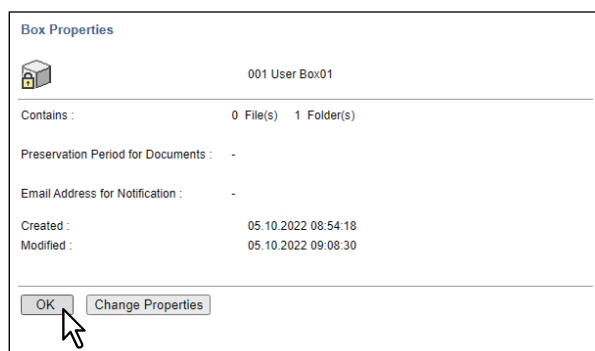 Box Properties
001 User Box01
Contains : 0 File(s) 1 Folder(s)
Preservation Period for Documents : -
Email Address for Notification : -
Created : 05.10.2022 08:54:18
Modified : 05.10.2022 09:08:30
OK Change Properties